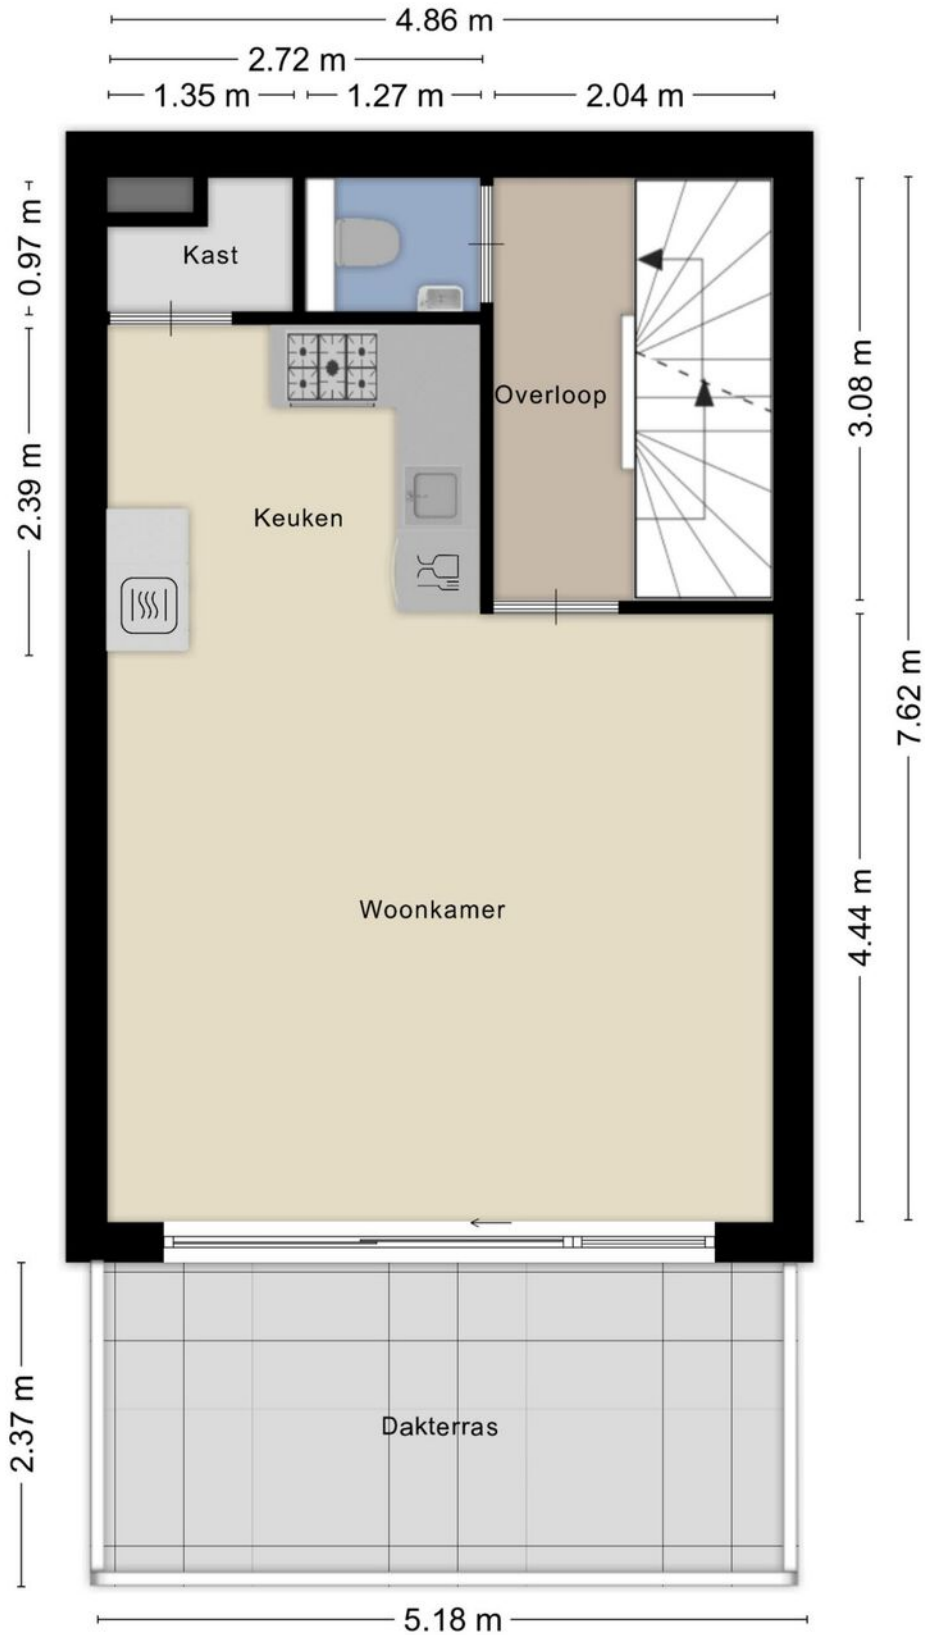 4.86 m
2.72 m
1.35 m
1.27 m
2.04 m
0.97 m
Kast
3.08 m
Overloop
2.39 m
Keuken
7.62 m
Woonkamer
4.44 m
2.37 m
Dakterras
5.18 m